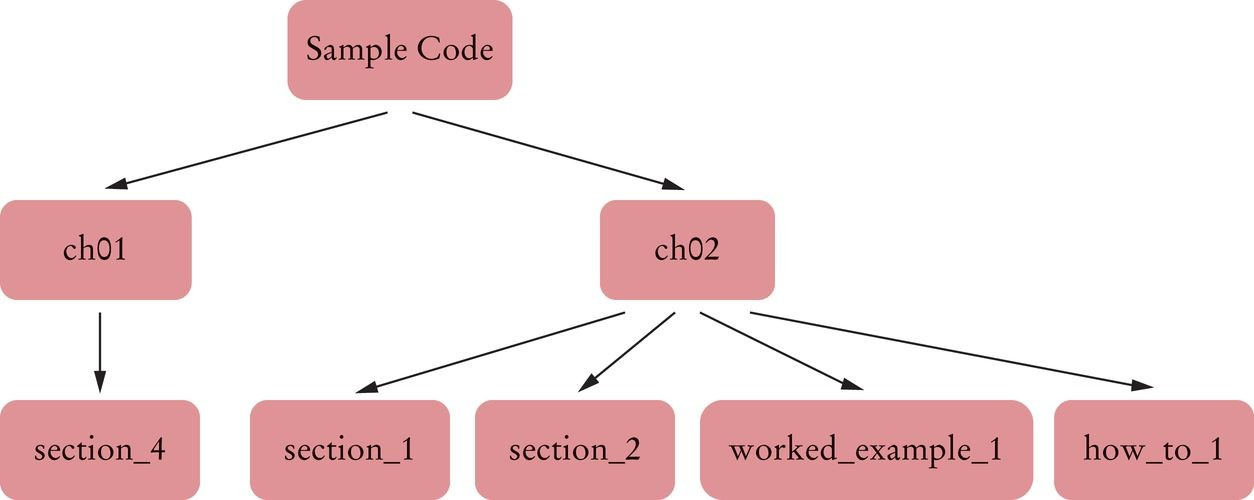 Sample Code
ch01
ch02
section_4
section_1
section_2
worked_example_1
how_to_1